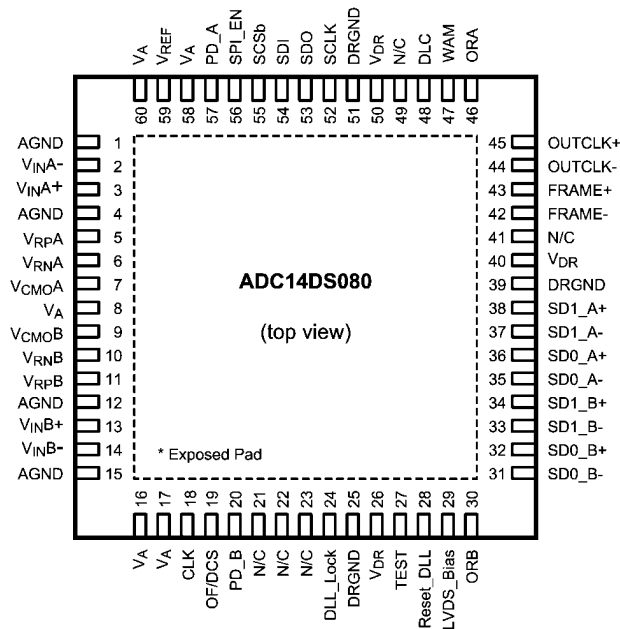 VA VREF VA PD_A SPI_EN SCSb SDI SDO SCLK DRGND VDR N/C DLC WAM ORA
60 59 58 57 56 55 54 53 52 51 50 49 48 47 46
AGND 1
VINA- 2
VINA+ 3
AGND 4
VRPA 5
VRNA 6
VCMOA 7
VA 8
VCMOB 9
VRNB 10
VRPB 11
AGND 12
VINB+ 13
VINB- 14
AGND 15
ADC14DS080
(top view)
* Exposed Pad
45 OUTCLK+
44 OUTCLK-
43 FRAME+
42 FRAME-
41 N/C
40 VDR
39 DRGND
38 SD1_A+
37 SD1_A-
36 SD0_A+
35 SD0_A-
34 SD1_B+
33 SD1_B-
32 SD0_B+
31 SD0_B-
16 17 18 19 20 21 22 23 24 25 26 27 28 29 30
VA VA CLK OF/DCS PD_B N/C N/C N/C DLL_Lock DRGND VDR TEST Reset_DLL LVDS_Bias ORB